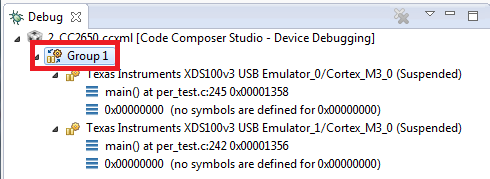 Debug
2_CC2650.ccxml [Code Composer Studio - Device Debugging]
Group 1
Texas Instruments XDS100v3 USB Emulator_0/Cortex_M3_0 (Suspended)
main() at per_test.c:245 0x00001358
0x00000000 (no symbols are defined for 0x00000000)
Texas Instruments XDS100v3 USB Emulator_1/Cortex_M3_0 (Suspended)
main() at per_test.c:242 0x00001356
0x00000000 (no symbols are defined for 0x00000000)